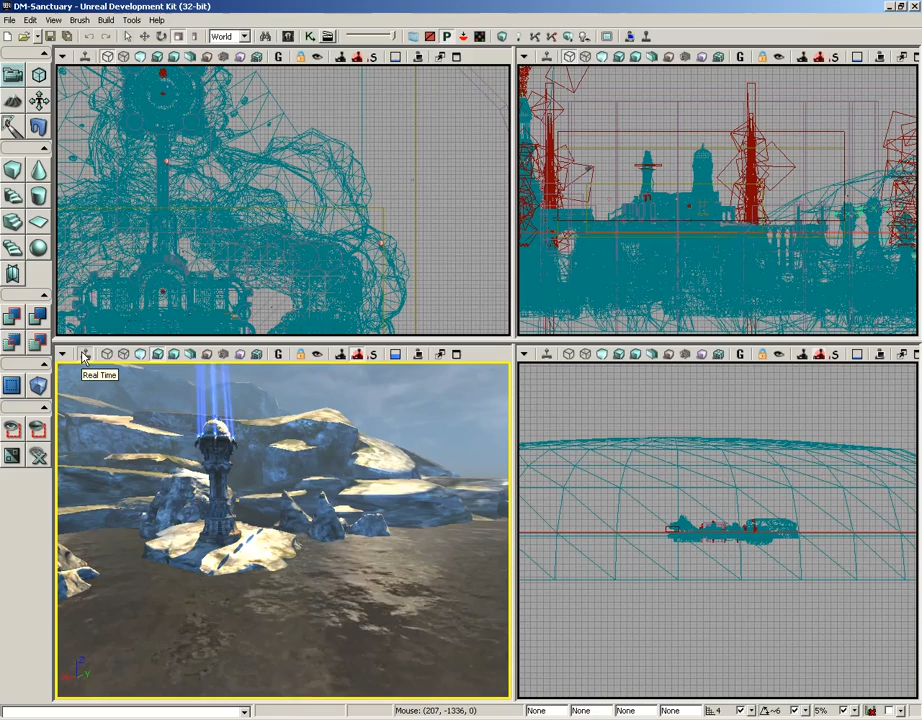 DM-Sanctuary - Unreal Development Kit (32-bit)
File Edit View Brush Build Tools Help
World
K
P
G
S
G
S
G
S
G
S
Real Time
Z
Y
Mouse: (207, -1336, 0)
None
None
None
None
4
~6
5%